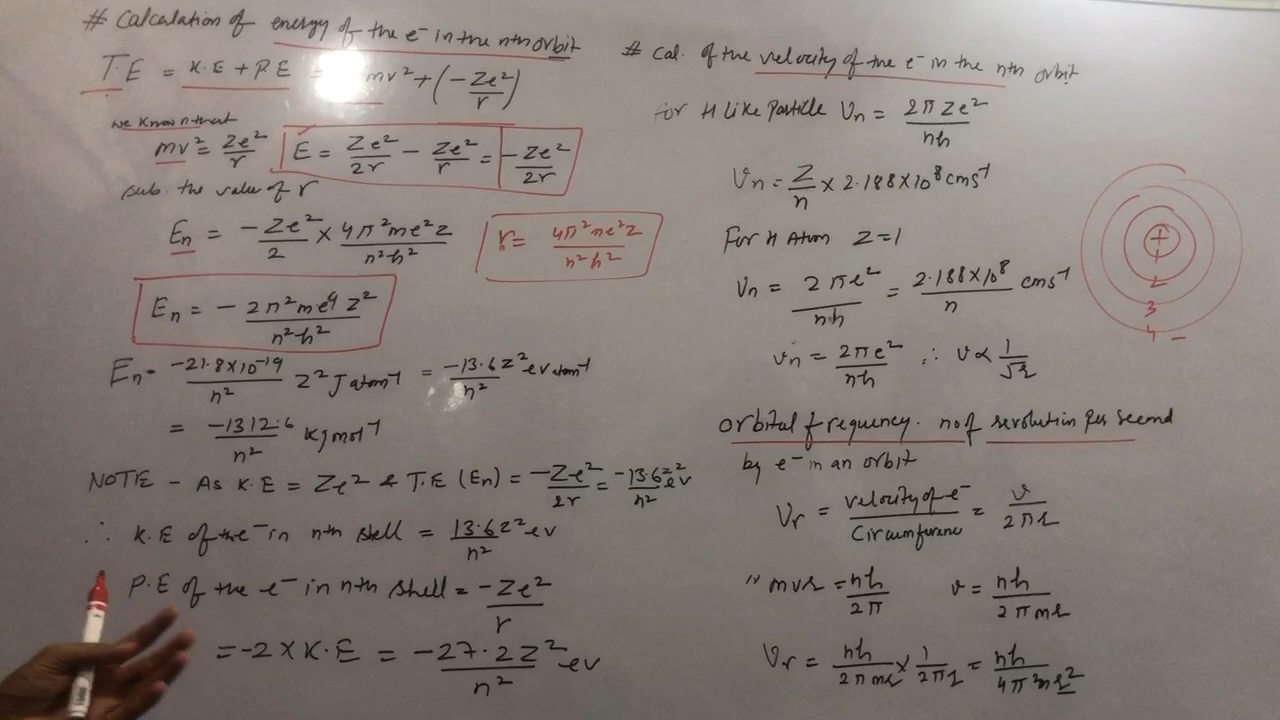 # Calculation of energy of the e⁻ in the nth orbit
T.E = K.E + P.E = mv² + (-Ze²/r)
we known that
mv² = Ze²/r E = Ze²/2r - Ze²/r = -Ze²/2r
sub. the value of r
En = -Ze²/2 × 4π²me²z/n²h² rn = 4π²me²z/n²h²
En = - 2π²me⁴z²/n²h²
En = -21.8×10⁻¹⁹/n² Z² J atom⁻¹ = -13.6Z²/n² ev atom⁻¹
= -1312.6/n² KJ mol⁻¹
NOTE - As K.E = Ze² & T.E (En) = -Ze²/2r = -13.6z²/n² ev
∴ K.E of the e⁻ in nth shell = 13.6z²/n² ev
P.E of the e⁻ in nth shell = -Ze²/r
= -2 × K.E = -27.2Z²/n² ev
# Cal. of the velocity of the e⁻ in the nth orbit
For H Like Particle Vn = 2πZe²/nh
Vn = Z/n × 2.188×10⁸ cms⁻¹
For H Atom Z=1
Vn = 2πe²/nh = 2.188×10⁸/n cms⁻¹
vn = 2πe²/nh ∴ v ∝ 1/√r
orbital frequency. no of revolution per second
by e⁻ in an orbit
Vr = velocity of e⁻/Circumference = v/2πr
" mvr = nh/2π v = nh/2πmr
Vr = nh/2πmr × 1/2πr = nh/4π²mr²
+
1
2
3
4